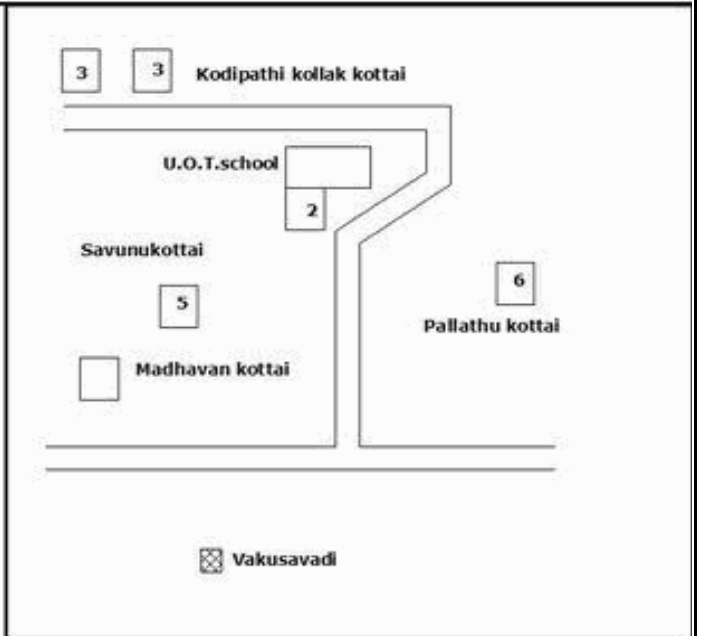 3 3 Kodipathi kollak kottai
U.O.T.school
2
Savunukottai
6
5
Pallathu kottai
Madhavan kottai
Vakusavadi